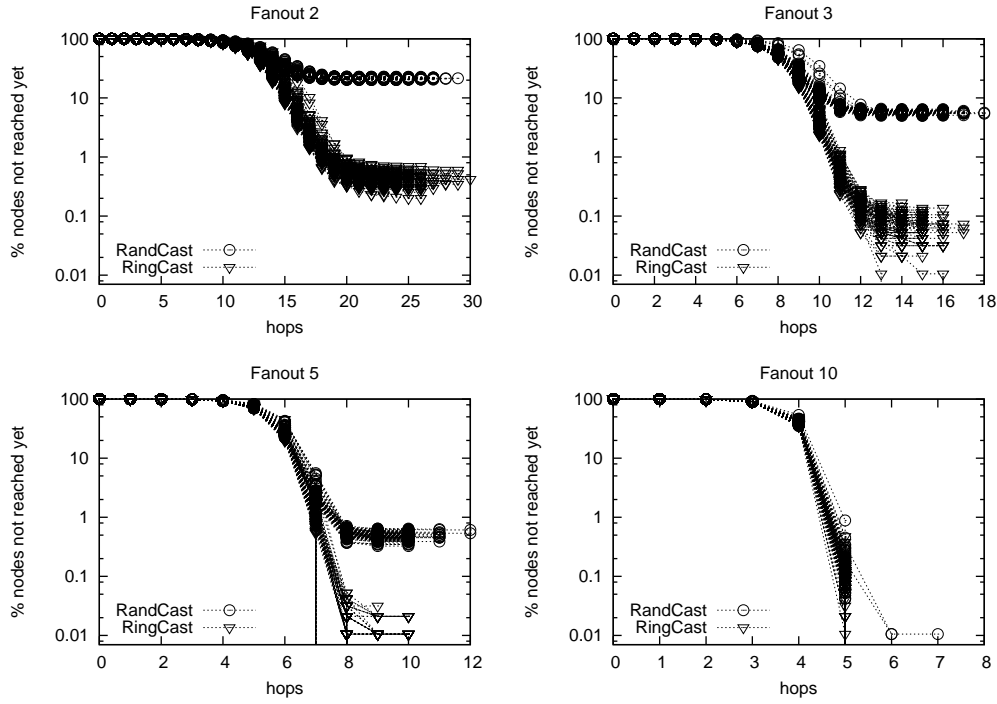 Fanout 2
100
10
1
0.1
0.01
% nodes not reached yet
RandCast
RingCast
0 5 10 15 20 25 30
hops
Fanout 3
100
10
1
0.1
0.01
% nodes not reached yet
RandCast
RingCast
0 2 4 6 8 10 12 14 16 18
hops
Fanout 5
100
10
1
0.1
0.01
% nodes not reached yet
RandCast
RingCast
0 2 4 6 8 10 12
hops
Fanout 10
100
10
1
0.1
0.01
% nodes not reached yet
RandCast
RingCast
0 1 2 3 4 5 6 7 8
hops